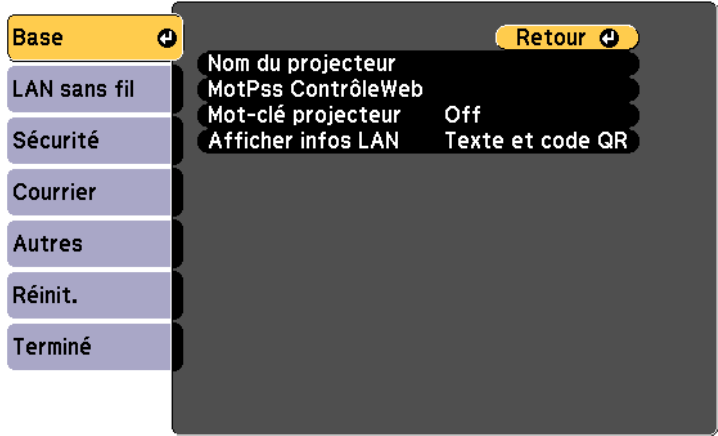 Base
LAN sans fil
Sécurité
Courrier
Autres
Réinit.
Terminé
Retour
Nom du projecteur
MotPss ContrôleWeb
Mot-clé projecteur Off
Afficher infos LAN Texte et code QR